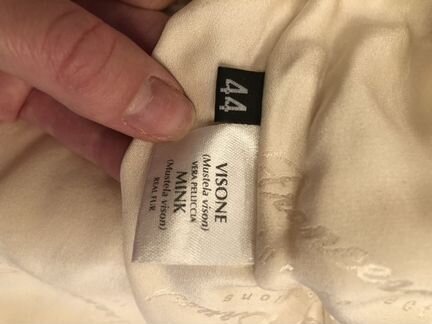 44
VISONE
(Mustela vison)
VERA PELLICCIA
MINK
(Mustela vison)
REAL FUR